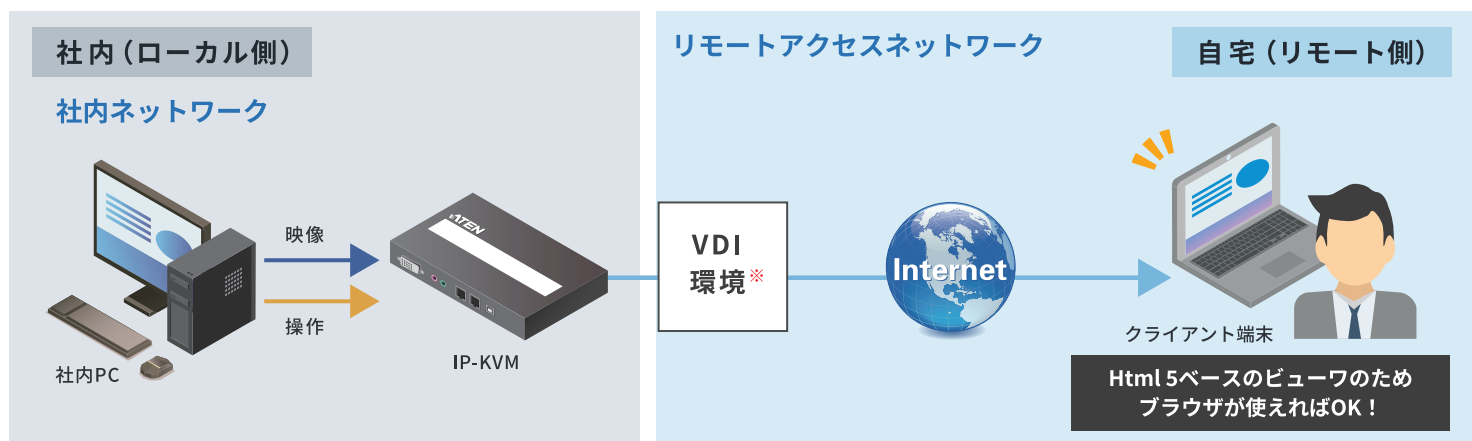 社内（ローカル側）
社内ネットワーク
映像
操作
社内PC
ATEN
IP-KVM
リモートアクセスネットワーク
自宅（リモート側）
VDI
環境※
Internet
クライアント端末
Html 5ベースのビューワのため
ブラウザが使えればOK！